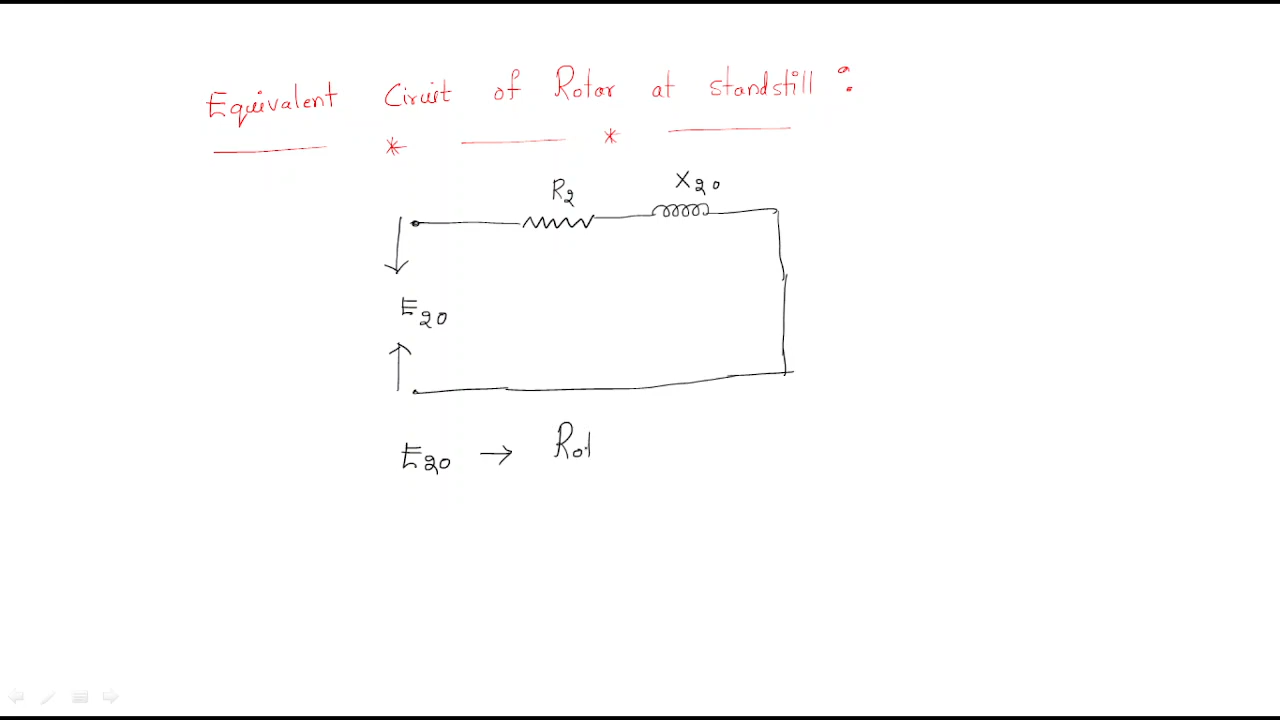 Equivalent Circuit of Rotor at standstill :
R2 X20
E20
E20 → Rot